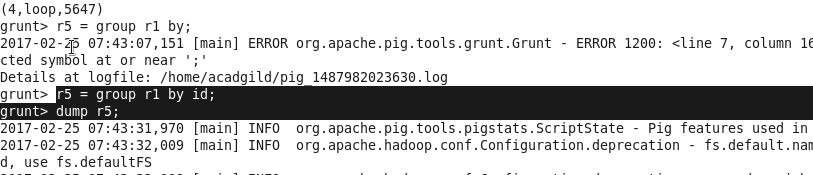 (4,loop,5647)
grunt> r5 = group r1 by;
2017-02-25 07:43:07,151 [main] ERROR org.apache.pig.tools.grunt.Grunt - ERROR 1200: <line 7, column 16
cted symbol at or near ';'
Details at logfile: /home/acadgild/pig_1487982023630.log
grunt> r5 = group r1 by id;
grunt> dump r5;
2017-02-25 07:43:31,970 [main] INFO  org.apache.pig.tools.pigstats.ScriptState - Pig features used in
2017-02-25 07:43:32,009 [main] INFO  org.apache.hadoop.conf.Configuration.deprecation - fs.default.nam
d, use fs.defaultFS